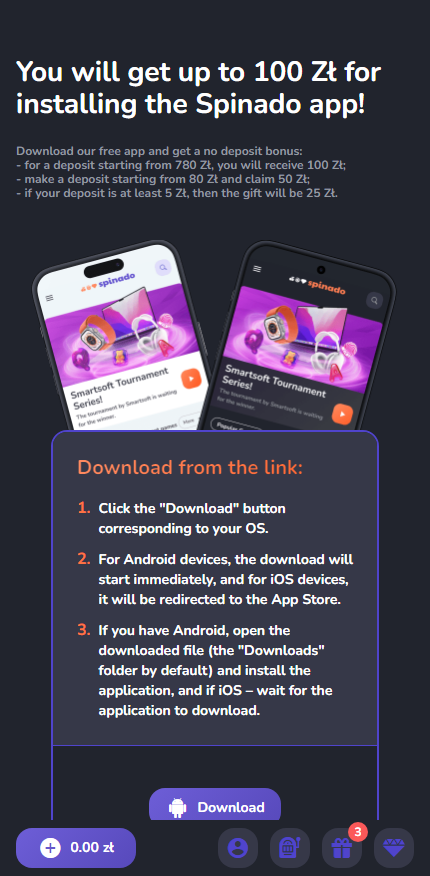 You will get up to 100 Zł for
installing the Spinado app!
Download our free app and get a no deposit bonus:
- for a deposit starting from 780 Zł, you will receive 100 Zł;
- make a deposit starting from 80 Zł and claim 50 Zł;
- if your deposit is at least 5 Zł, then the gift will be 25 Zł.
spinado
Smartsoft Tournament
Series!
The tournament by Smartsoft is waiting
for the winner.
games
spinado
Smartsoft Tournament
Series!
The tournament by Smartsoft is waiting
for the winner.
Download from the link:
1. Click the "Download" button
corresponding to your OS.
2. For Android devices, the download will
start immediately, and for iOS devices,
it will be redirected to the App Store.
3. If you have Android, open the
downloaded file (the "Downloads"
folder by default) and install the
application, and if iOS – wait for the
application to download.
Download
0.00 zł
3